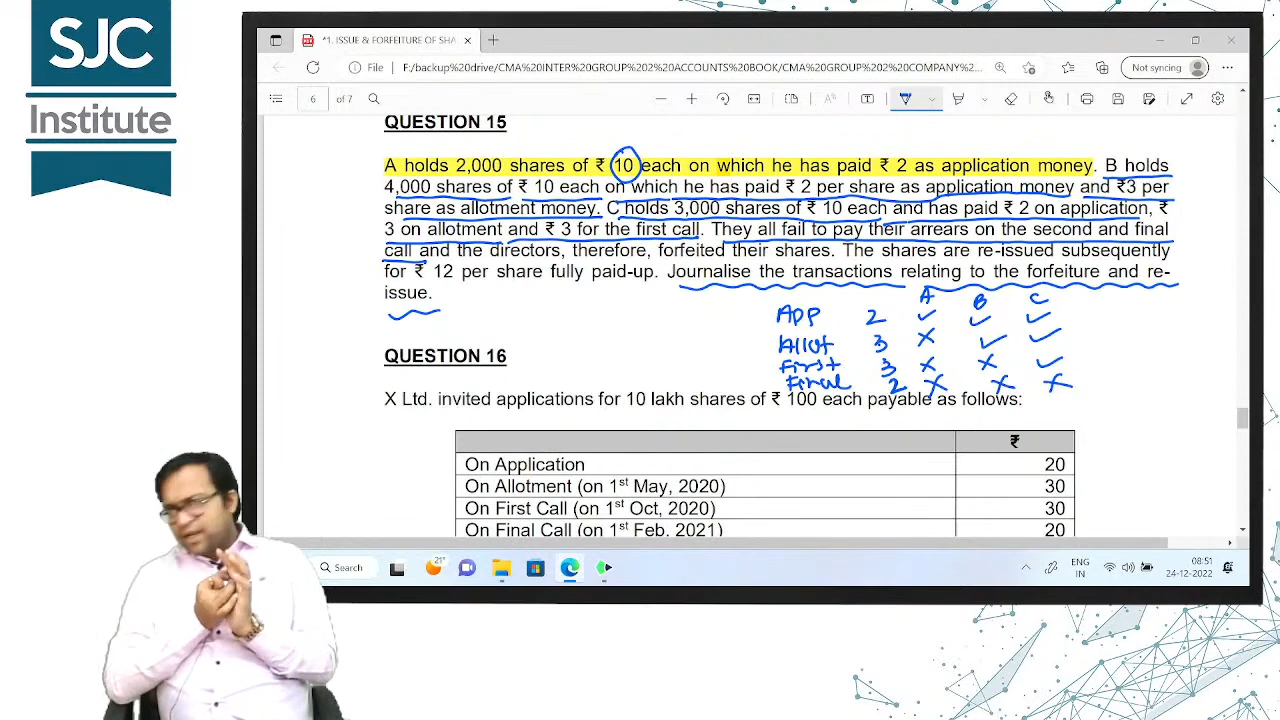 SJC
Institute
*1. ISSUE & FORFEITURE OF SHA
File
F:/backup%20drive/CMA%20INTER%20GROUP%202%20ACCOUNTS%20BOOK/CMA%20GROUP%202%20COMPANY%...
Not syncing
6 of 7
QUESTION 15
A holds 2,000 shares of ₹ 10 each on which he has paid ₹ 2 as application money. B holds
4,000 shares of ₹ 10 each on which he has paid ₹ 2 per share as application money and ₹3 per
share as allotment money. C holds 3,000 shares of ₹ 10 each and has paid ₹ 2 on application, ₹
3 on allotment and ₹ 3 for the first call. They all fail to pay their arrears on the second and final
call and the directors, therefore, forfeited their shares. The shares are re-issued subsequently
for ₹ 12 per share fully paid-up. Journalise the transactions relating to the forfeiture and re-
issue.
A B C
APP 2 ✓ ✓ ✓
Allot 3 ✗ ✓ ✓
First 3 ✗ ✗ ✓
Final 2 ✗ ✗ ✗
QUESTION 16
X Ltd. invited applications for 10 lakh shares of ₹ 100 each payable as follows:
₹
On Application 20
On Allotment (on 1st May, 2020) 30
On First Call (on 1st Oct, 2020) 30
On Final Call (on 1st Feb. 2021) 20
Search
21°
ENG
IN
08:51
24-12-2022